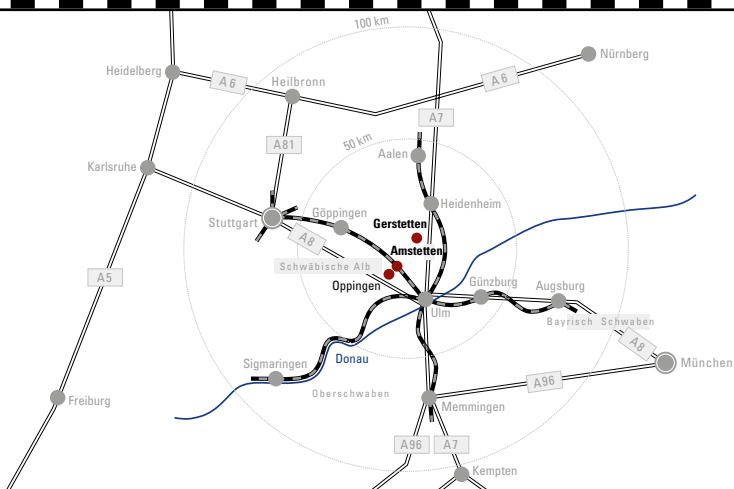 100 km
Nürnberg
Heidelberg
A6
Heilbronn
A6
A7
A81
50 km
Aalen
Karlsruhe
Heidenheim
Göppingen
Stuttgart
Gerstetten
A8
Amstetten
Schwäbische Alb
A5
Oppingen
Günzburg
Augsburg
Ulm
Bayrisch Schwaben
A8
Donau
Sigmaringen
München
A96
Oberschwaben
Freiburg
Memmingen
A96
A7
Kempten